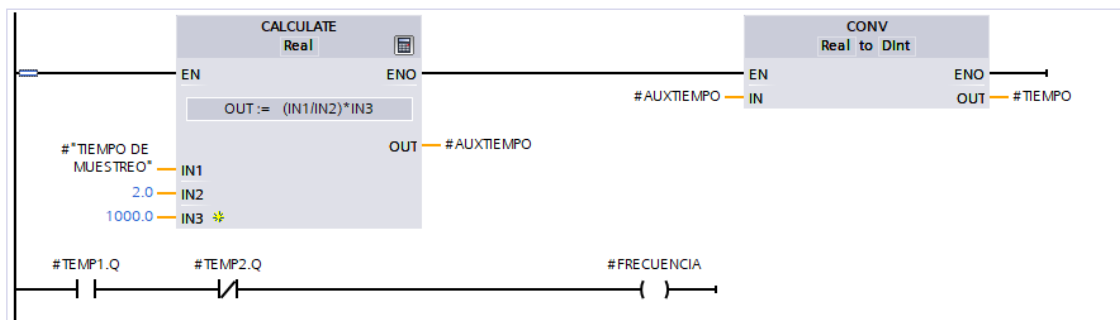 CALCULATE
Real
EN
ENO
OUT := (IN1/IN2)*IN3
OUT
#AUXTIEMPO
#"TIEMPO DE
MUESTREO"
IN1
2.0
IN2
1000.0
IN3
CONV
Real to DInt
EN
ENO
#AUXTIEMPO
IN
OUT
#TIEMPO
#TEMP1.Q
#TEMP2.Q
#FRECUENCIA